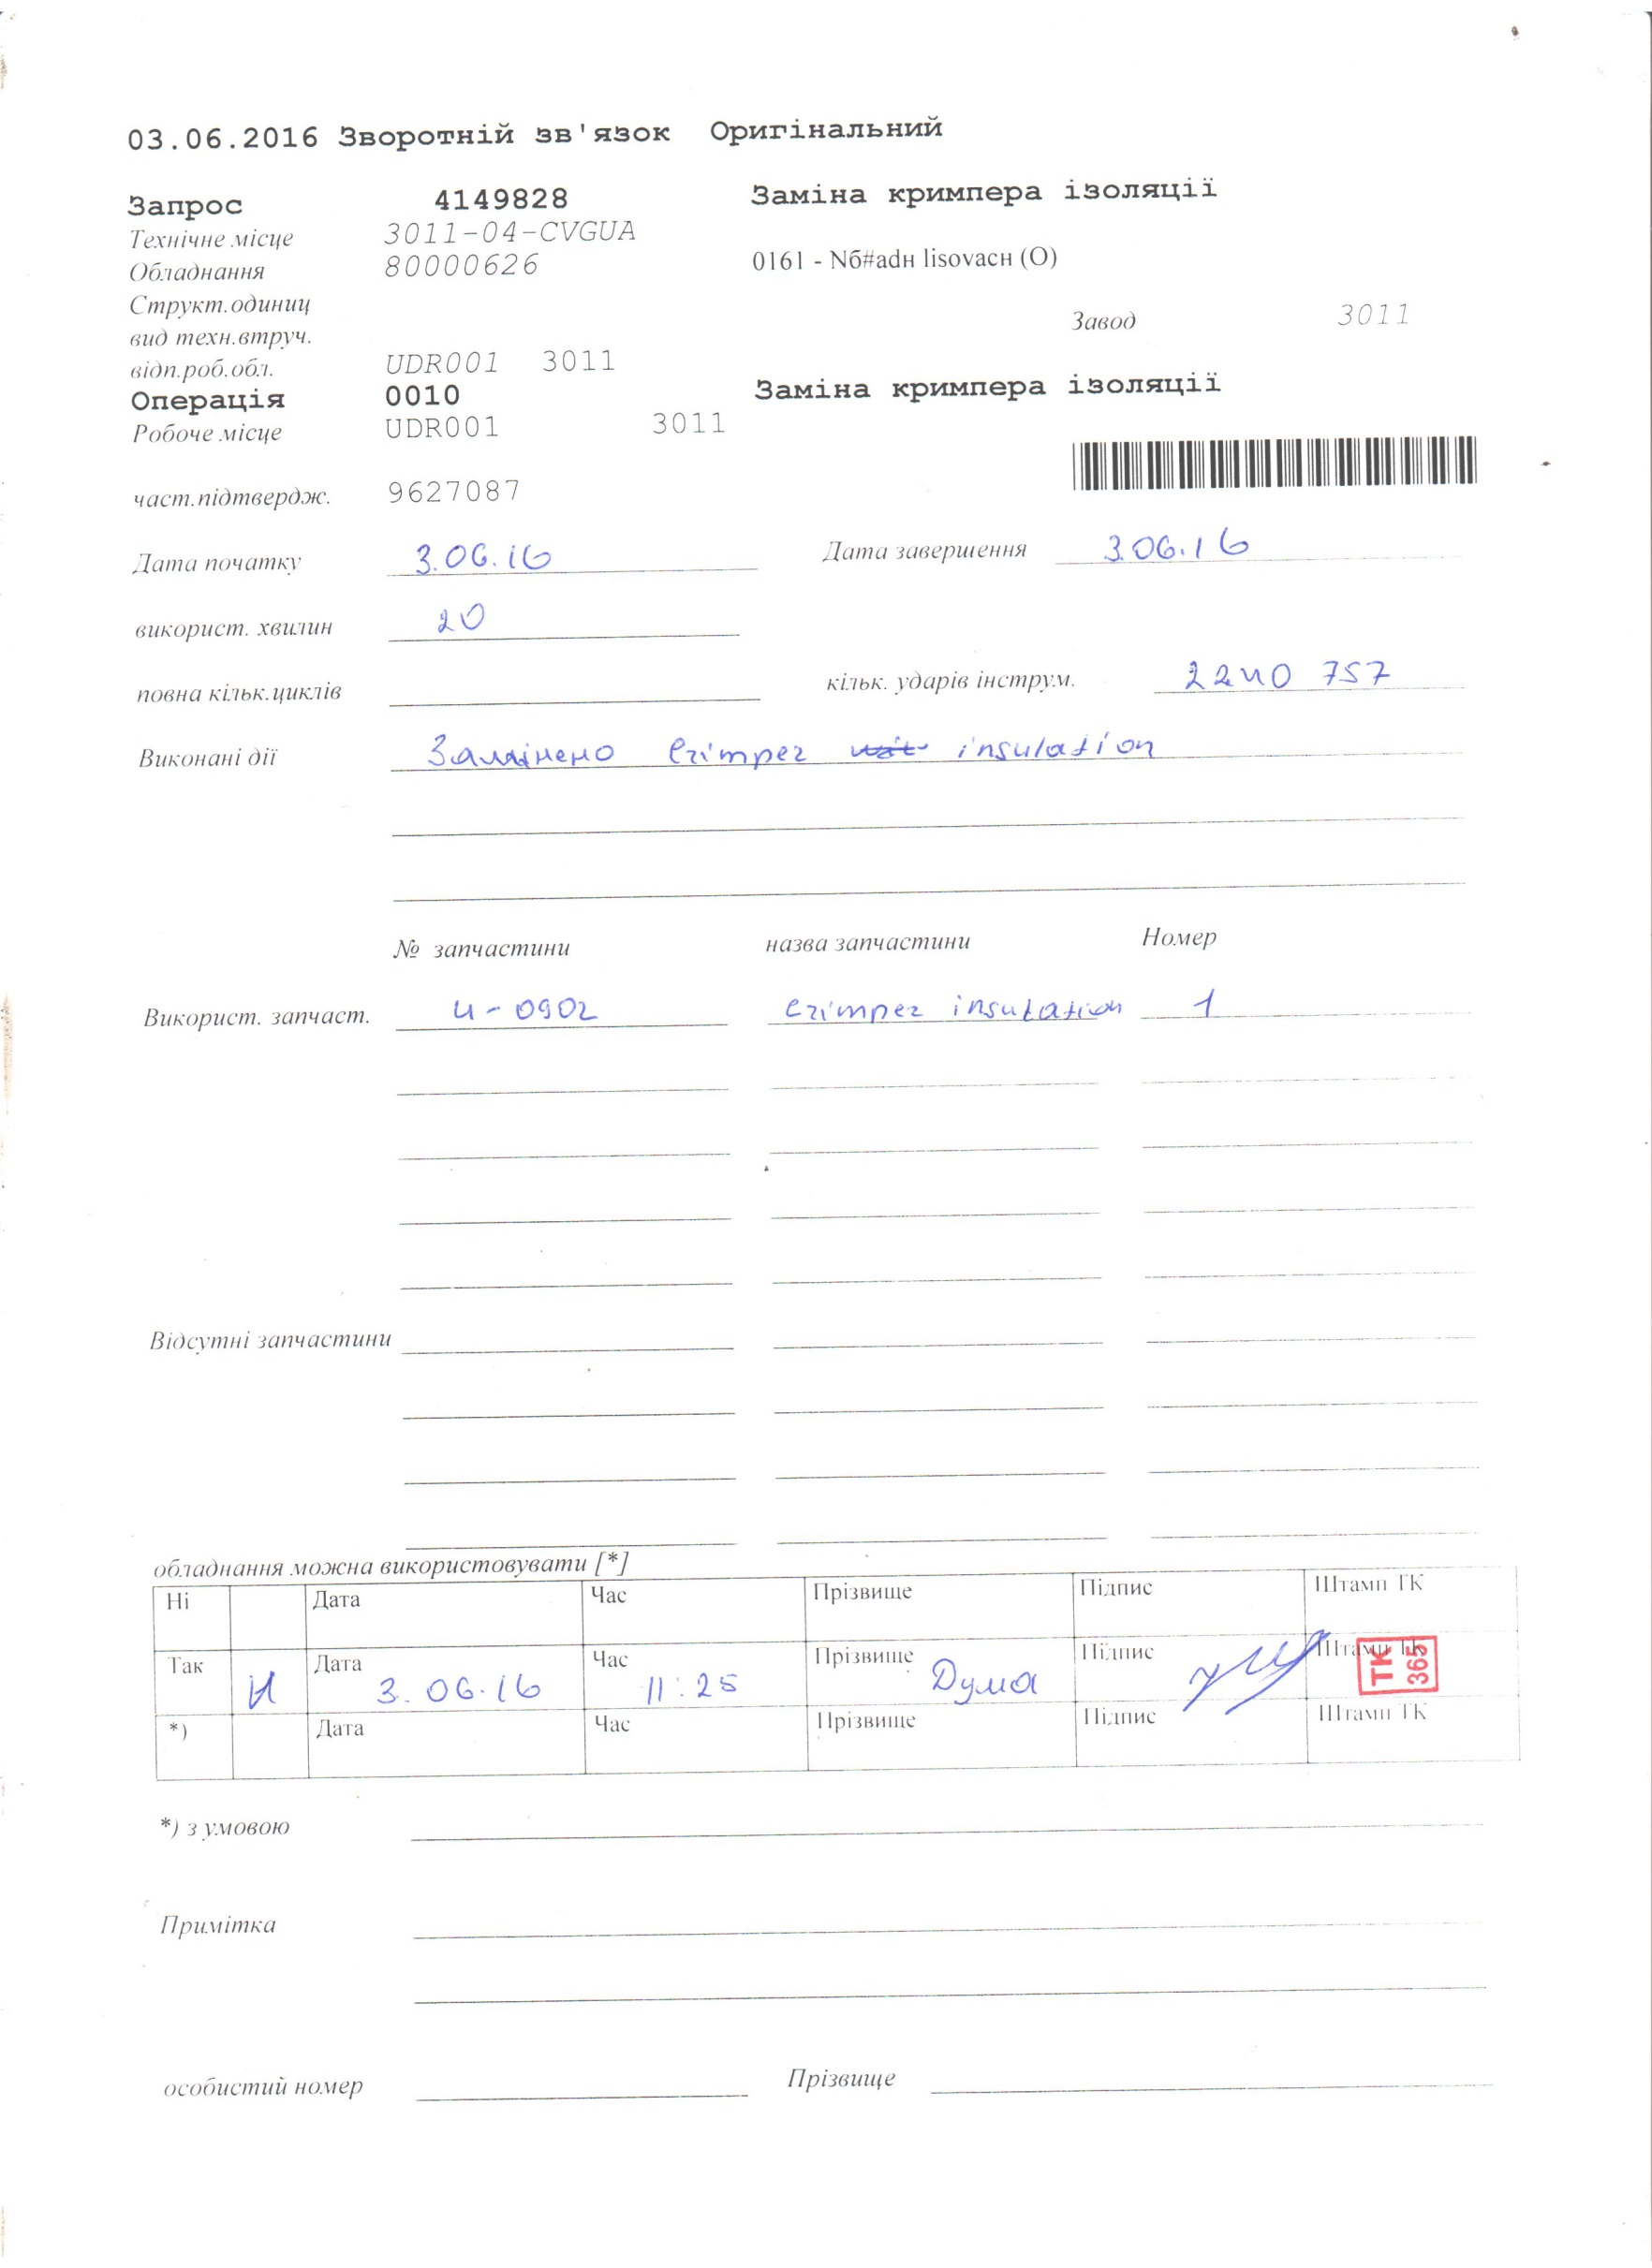 03.06.2016 Зворотній зв'язок Оригінальний
Запрос 4149828 Заміна кримпера ізоляції
Технічне місце 3011-04-CVGUA
Обладнання 80000626 0161 - Nб#adн lisovacн (O)
Структ.одиниц
вид техн.втруч. Завод 3011
відп.роб.обл. UDR001 3011
Операція 0010 Заміна кримпера ізоляції
Робоче місце UDR001 3011
част.підтвердж. 9627087
Дата початку 3.06.16 Дата завершення 3.06.16
використ. хвилин 20
повна кільк.циклів кільк. ударів інструм. 2240 757
Виконані дії Замінено crimper insulation
№ запчастини назва запчастини Номер
Використ. запчаст. 4-0902 crimper insulation 1
Відсутні запчастини
обладнання можна використовувати [*]
Ні Дата Час Прізвище Підпис Штамп ТК
Так И Дата 3.06.16 Час 11:25 Прізвище Дума Підпис Штамп ТК ТК 365
*) Дата Час Прізвище Підпис Штамп ТК
*) з умовою
Примітка
особистий номер Прізвище